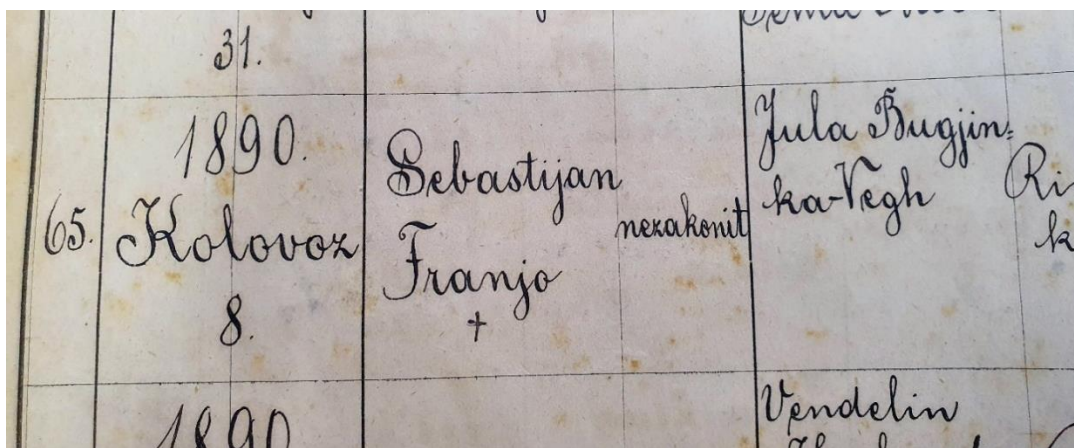 31.
65.
1890.
Kolovoz
8.
Sebastijan
Franjo
+
nezakonit
Jula Bugjin=
ka-Vegh
1890
Vendelin